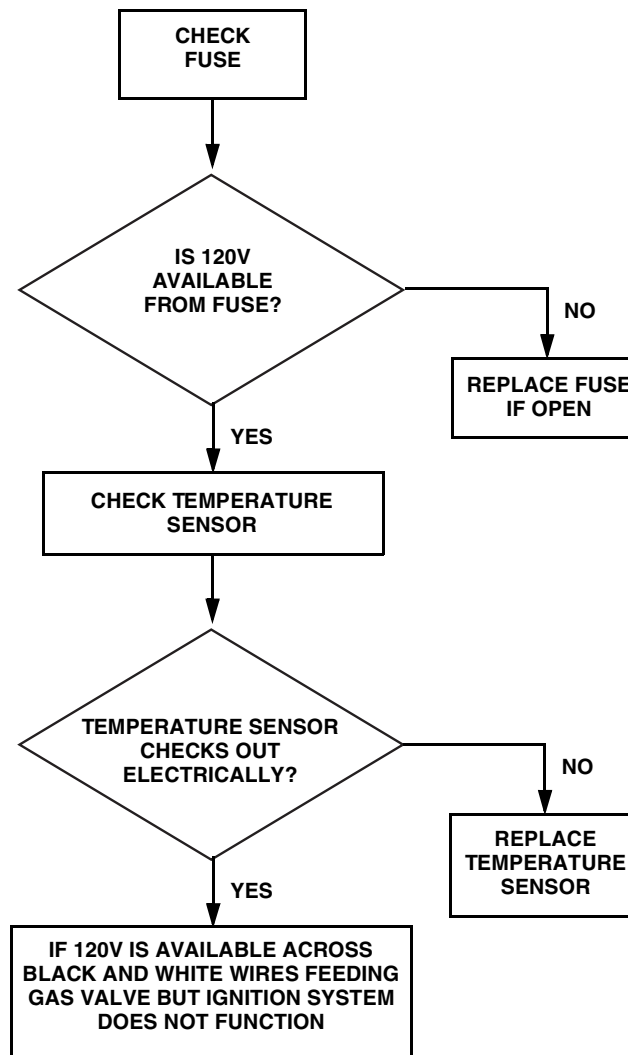 CHECK
FUSE
IS 120V
AVAILABLE
FROM FUSE?
NO
REPLACE FUSE
IF OPEN
YES
CHECK TEMPERATURE
SENSOR
TEMPERATURE SENSOR
CHECKS OUT
ELECTRICALLY?
NO
REPLACE
TEMPERATURE
SENSOR
YES
IF 120V IS AVAILABLE ACROSS
BLACK AND WHITE WIRES FEEDING
GAS VALVE BUT IGNITION SYSTEM
DOES NOT FUNCTION